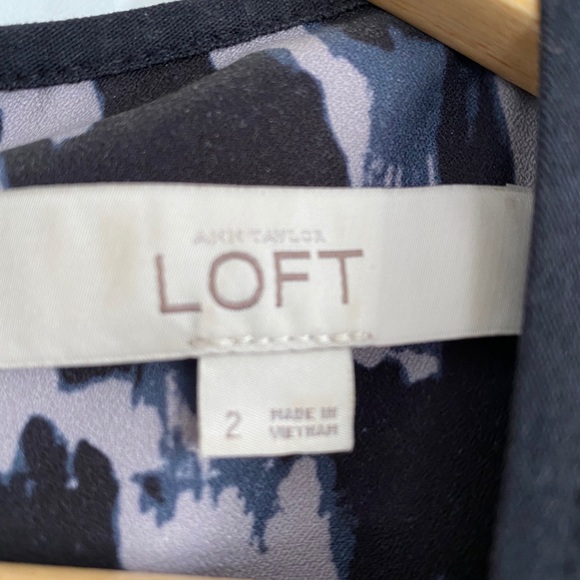 ANN TAYLOR
LOFT
2
MADE IN
VIETNAM